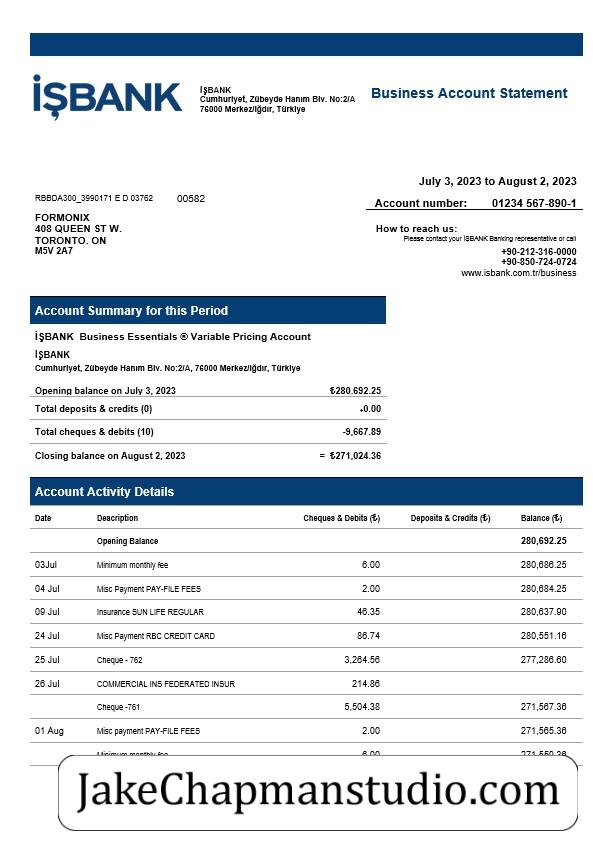 İŞBANK
İŞBANK
Cumhuriyet, Zübeyde Hanım Blv. No:2/A
76000 Merkez/Iğdır, Türkiye
Business Account Statement
July 3, 2023 to August 2, 2023
RBBDA300_3990171 E D 03762 00582
Account number: 01234 567-890-1
FORMONIX
408 QUEEN ST W.
TORONTO. ON
M5V 2A7
How to reach us:
Please contact your İŞBANK Banking representative or call
+90-212-316-0000
+90-850-724-0724
www.isbank.com.tr/business
Account Summary for this Period
İŞBANK Business Essentials ® Variable Pricing Account
İŞBANK
Cumhuriyet, Zübeyde Hanım Blv. No:2/A, 76000 Merkez/Iğdır, Türkiye
Opening balance on July 3, 2023 ₺280,692.25
Total deposits & credits (0) +0.00
Total cheques & debits (10) -9,667.89
Closing balance on August 2, 2023 = ₺271,024.36
Account Activity Details
Date Description Cheques & Debits (₺) Deposits & Credits (₺) Balance (₺)
Opening Balance 280,692.25
03Jul Minimum monthly fee 6.00 280,686.25
04 Jul Misc Payment PAY-FILE FEES 2.00 280,684.25
09 Jul Insurance SUN LIFE REGULAR 46.35 280,637.90
24 Jul Misc Payment RBC CREDIT CARD 86.74 280,551.16
25 Jul Cheque - 762 3,264.56 277,286.60
26 Jul COMMERCIAL INS FEDERATED INSUR 214.86
Cheque -761 5,504.38 271,567.36
01 Aug Misc payment PAY-FILE FEES 2.00 271,565.36
Minimum monthly fee 6.00 271,559.36
JakeChapmanstudio.com